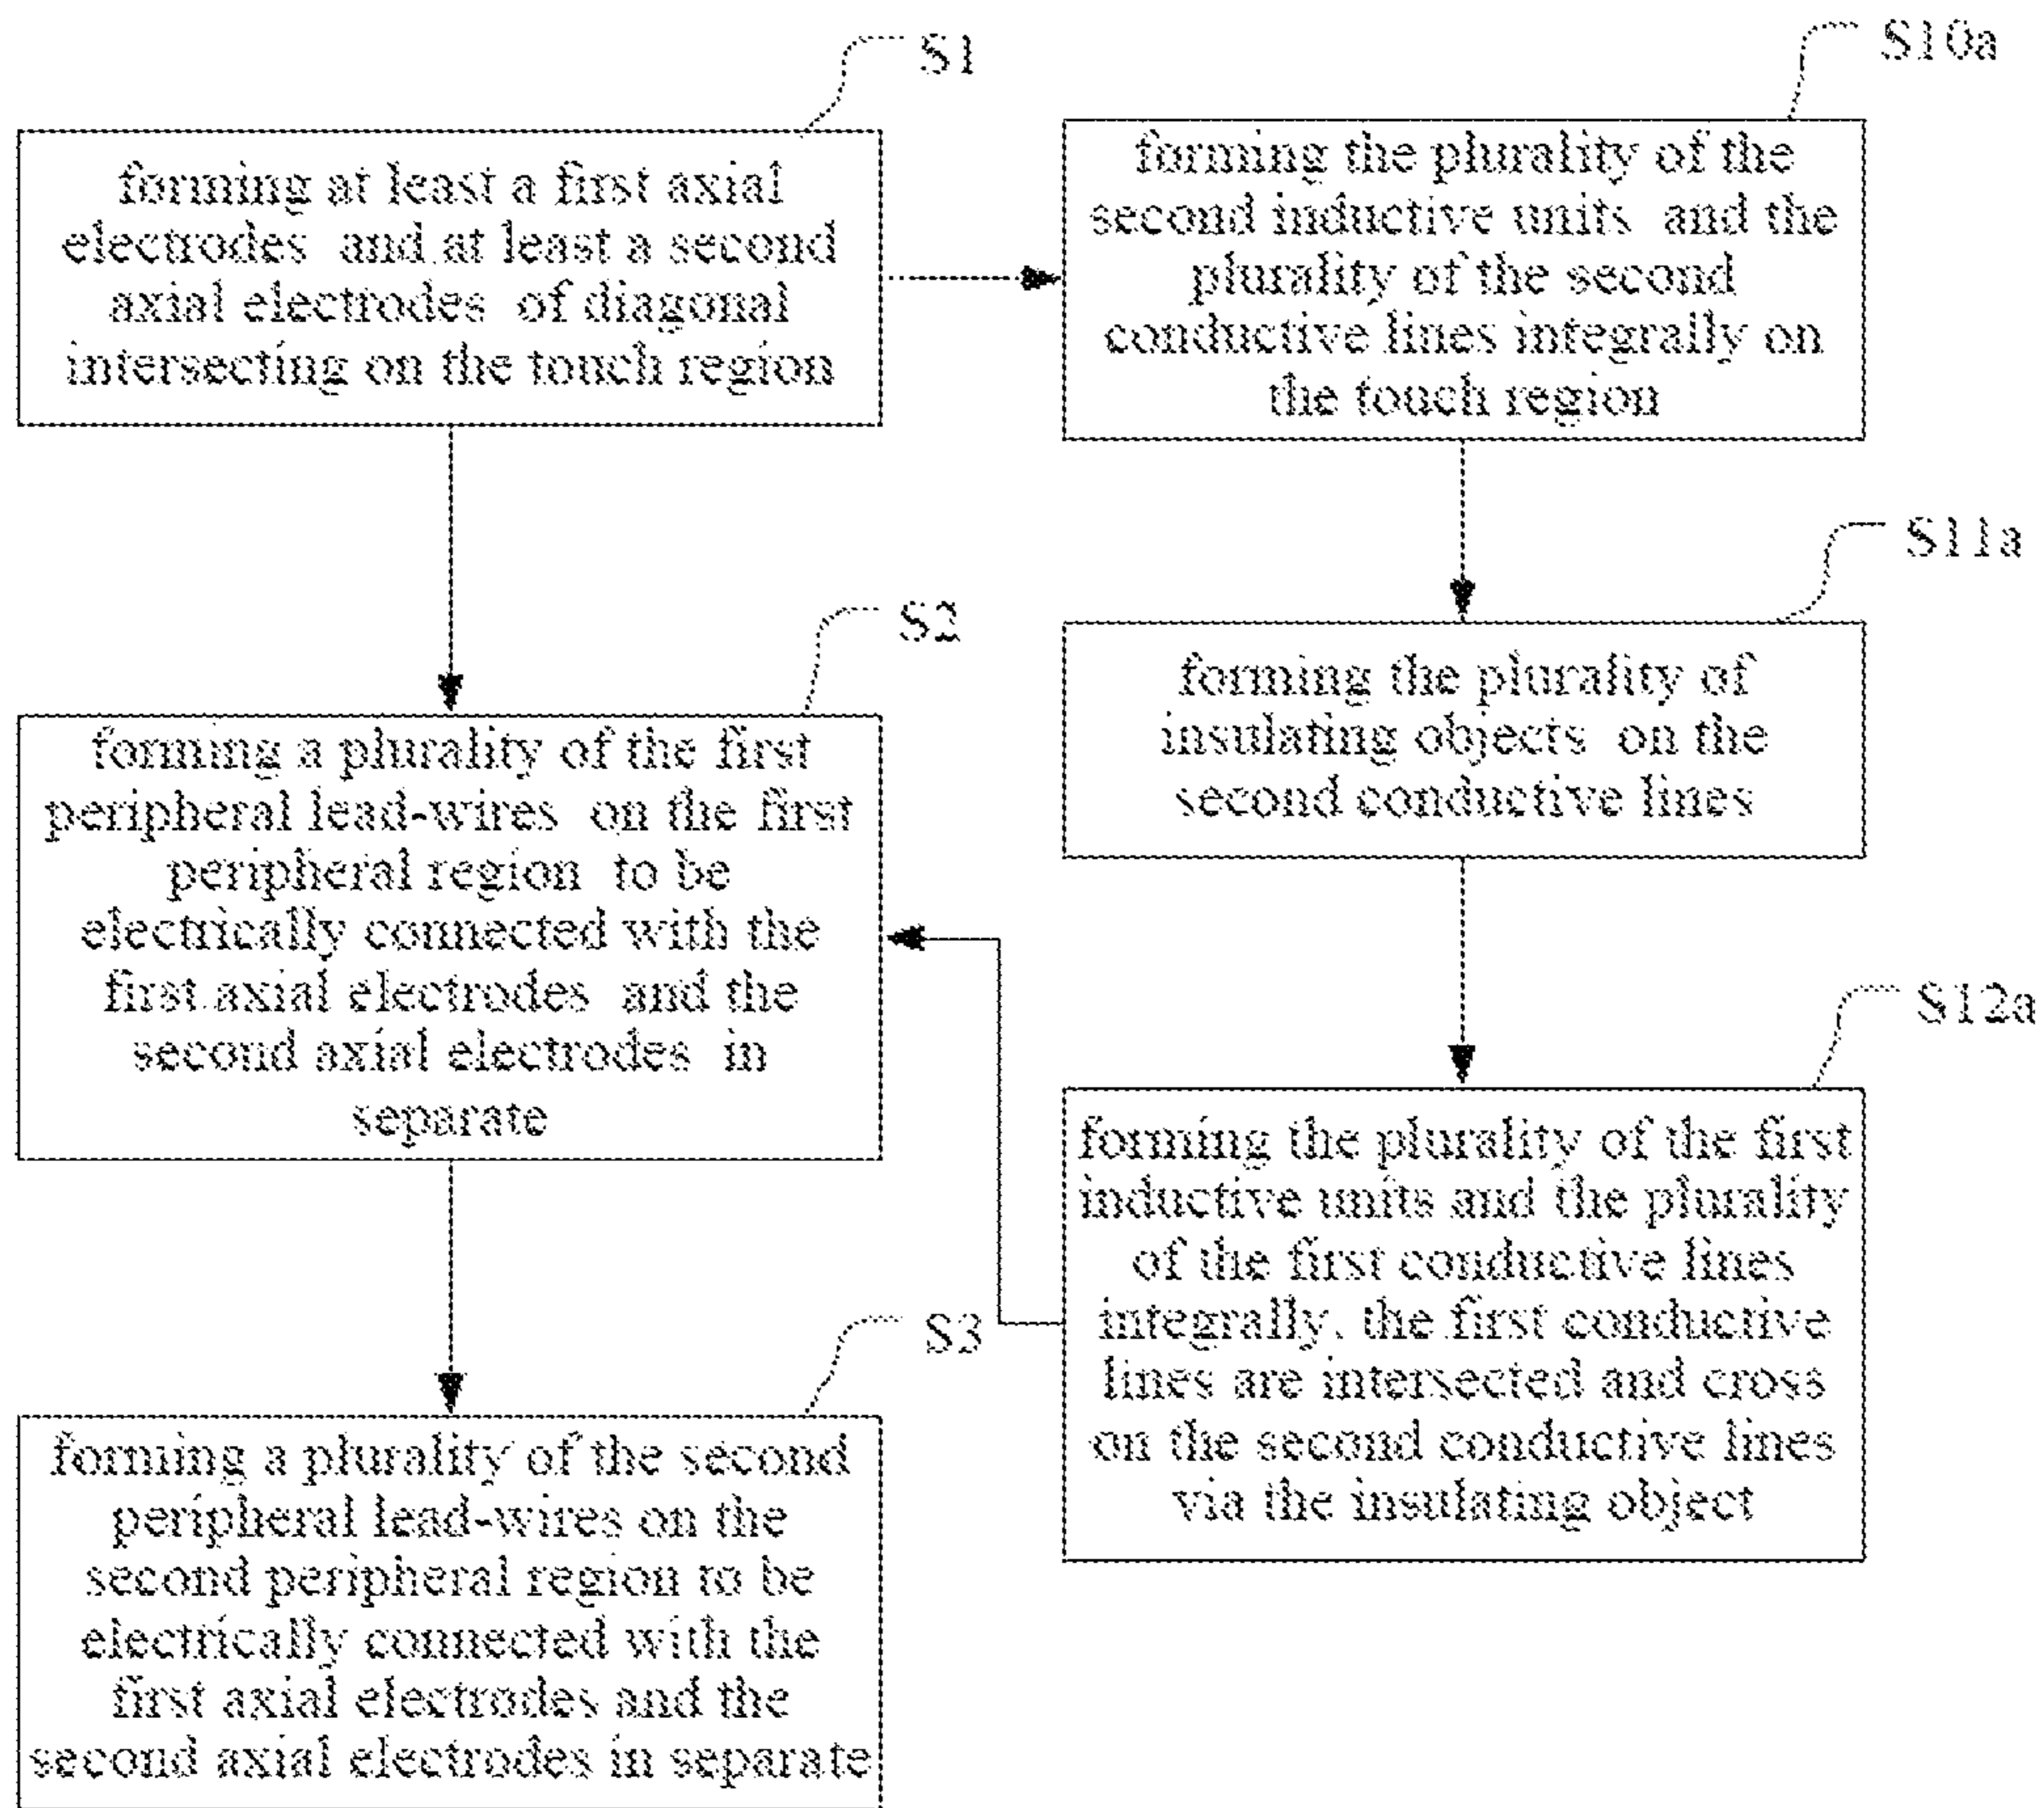 S1
forming at least a first axial
electrodes and at least a second
axial electrodes of diagonal
intersecting on the touch region
S10a
forming the plurality of the
second inductive units and the
plurality of the second
conductive lines integrally on
the touch region
S11a
forming the plurality of
insulating objects on the
second conductive lines
S12a
forming the plurality of the first
inductive units and the plurality
of the first conductive lines
integrally, the first conductive
lines are intersected and cross
on the second conductive lines
via the insulating object
S2
forming a plurality of the first
peripheral lead-wires on the first
peripheral region to be
electrically connected with the
first axial electrodes and the
second axial electrodes in
separate
S3
forming a plurality of the second
peripheral lead-wires on the
second peripheral region to be
electrically connected with the
first axial electrodes and the
second axial electrodes in separate